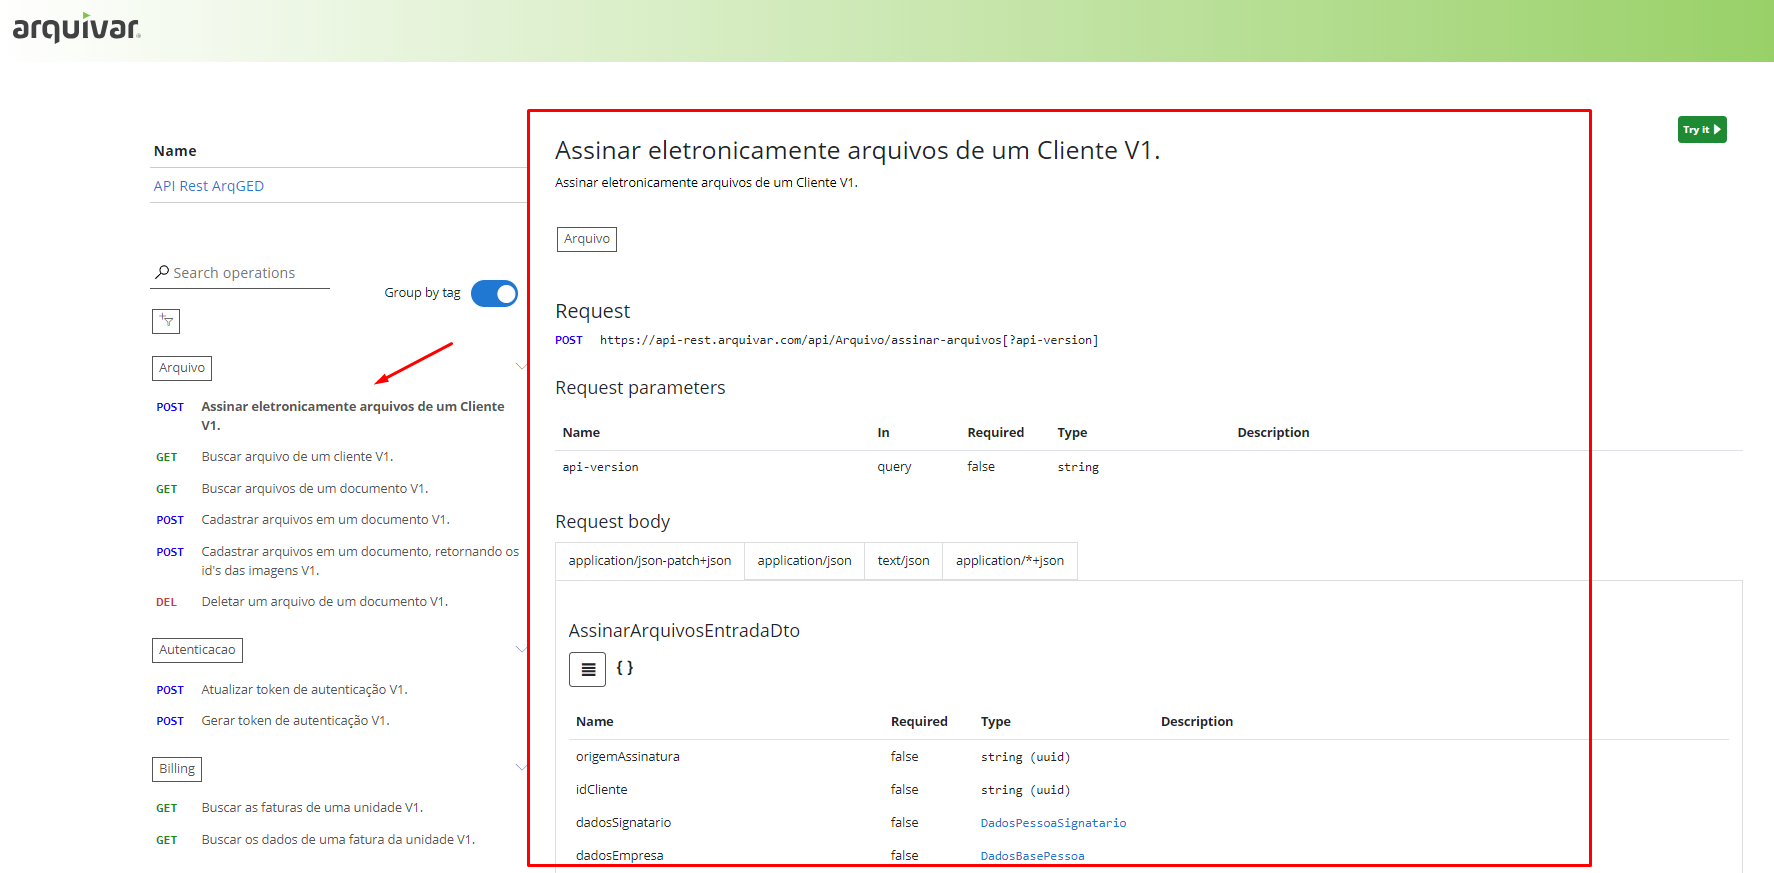 arquivar
Name
API Rest ArqGED
Search operations
Group by tag
Arquivo
POST Assinar eletronicamente arquivos de um Cliente
V1.
GET Buscar arquivo de um cliente V1.
GET Buscar arquivos de um documento V1.
POST Cadastrar arquivos em um documento V1.
POST Cadastrar arquivos em um documento, retornando os
id's das imagens V1.
DEL Deletar um arquivo de um documento V1.
Autenticacao
POST Atualizar token de autenticação V1.
POST Gerar token de autenticação V1.
Billing
GET Buscar as faturas de uma unidade V1.
GET Buscar os dados de uma fatura da unidade V1.
Try it
Assinar eletronicamente arquivos de um Cliente V1.
Assinar eletronicamente arquivos de um Cliente V1.
Arquivo
Request
POST https://api-rest.arquivar.com/api/Arquivo/assinar-arquivos[?api-version]
Request parameters
Name In Required Type Description
api-version query false string
Request body
application/json-patch+json application/json text/json application/*+json
AssinarArquivosEntradaDto
{ }
Name Required Type Description
origemAssinatura false string (uuid)
idCliente false string (uuid)
dadosSignatario false DadosPessoaSignatario
dadosEmpresa false DadosBasePessoa